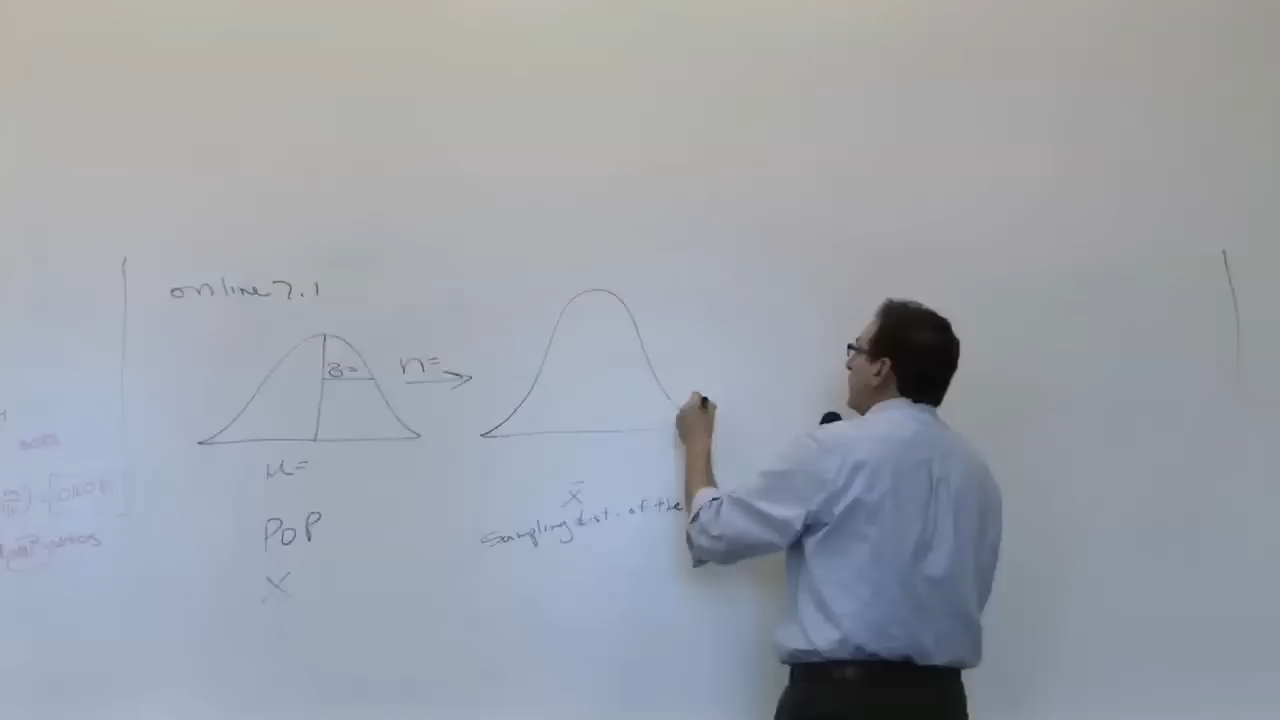 online 7.1
σ=
n=
μ=
POP
X
x̄
Sampling dist. of the